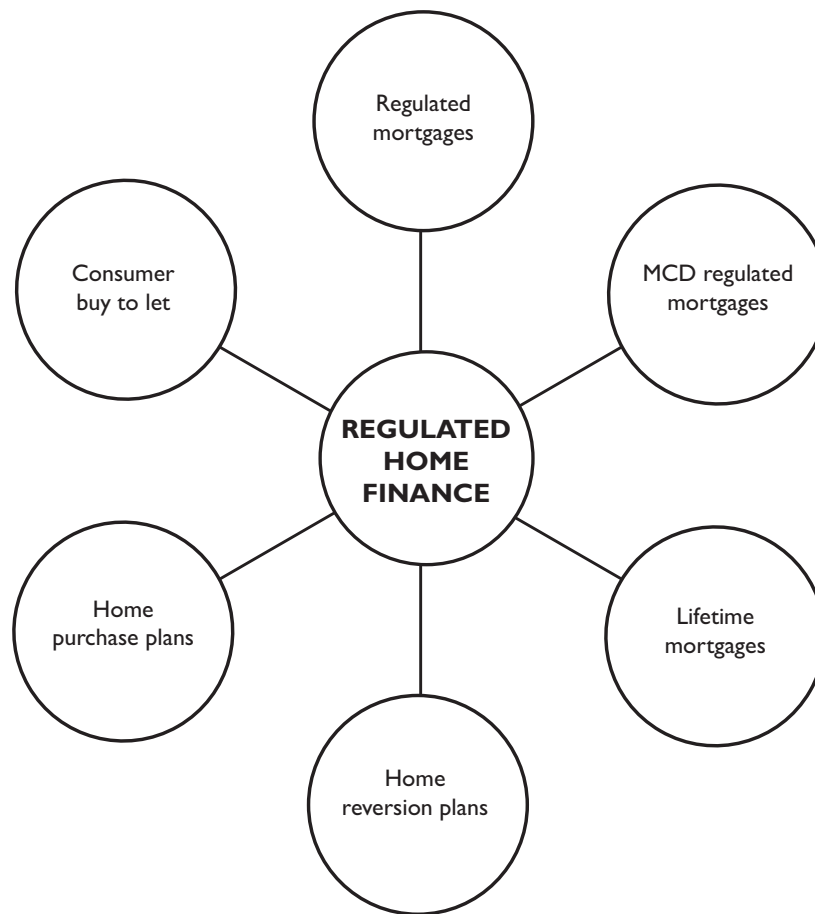 Regulated
mortgages
Consumer
buy to let
MCD regulated
mortgages
REGULATED
HOME
FINANCE
Home
purchase plans
Lifetime
mortgages
Home
reversion plans